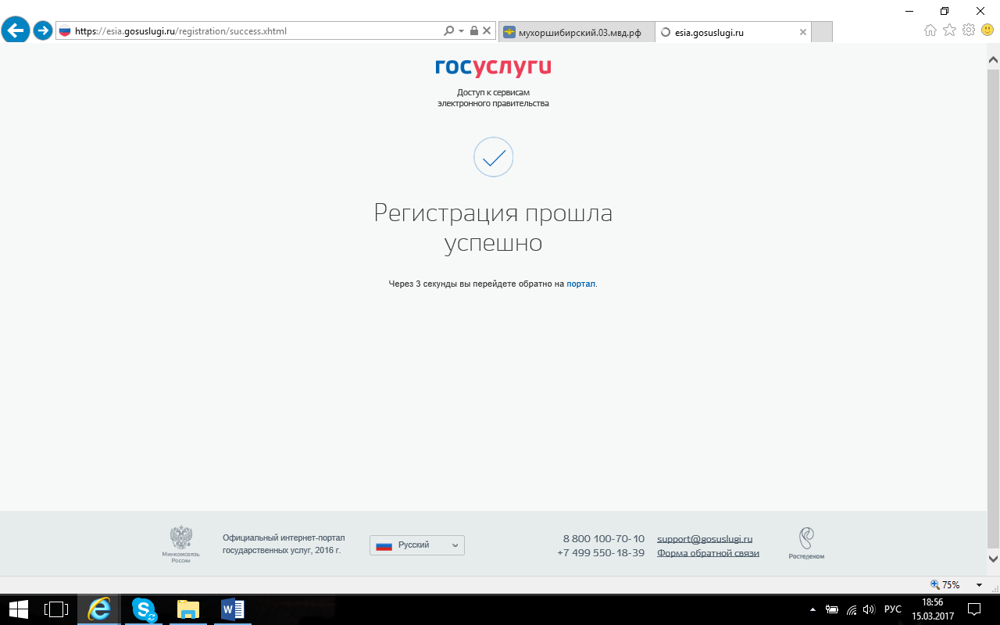 https://esia.gosuslugi.ru/registration/success.xhtml
мухоршибирский.03.мвд.рф
esia.gosuslugi.ru
госуслуги
Доступ к сервисам
электронного правительства
Регистрация прошла
успешно
Через 3 секунды вы перейдете обратно на портал.
Минкомсвязь
России
Официальный интернет-портал
государственных услуг, 2016 г.
Русский
8 800 100-70-10
+7 499 550-18-39
support@gosuslugi.ru
Форма обратной связи
Ростелеком
75%
РУС
18:56
15.03.2017